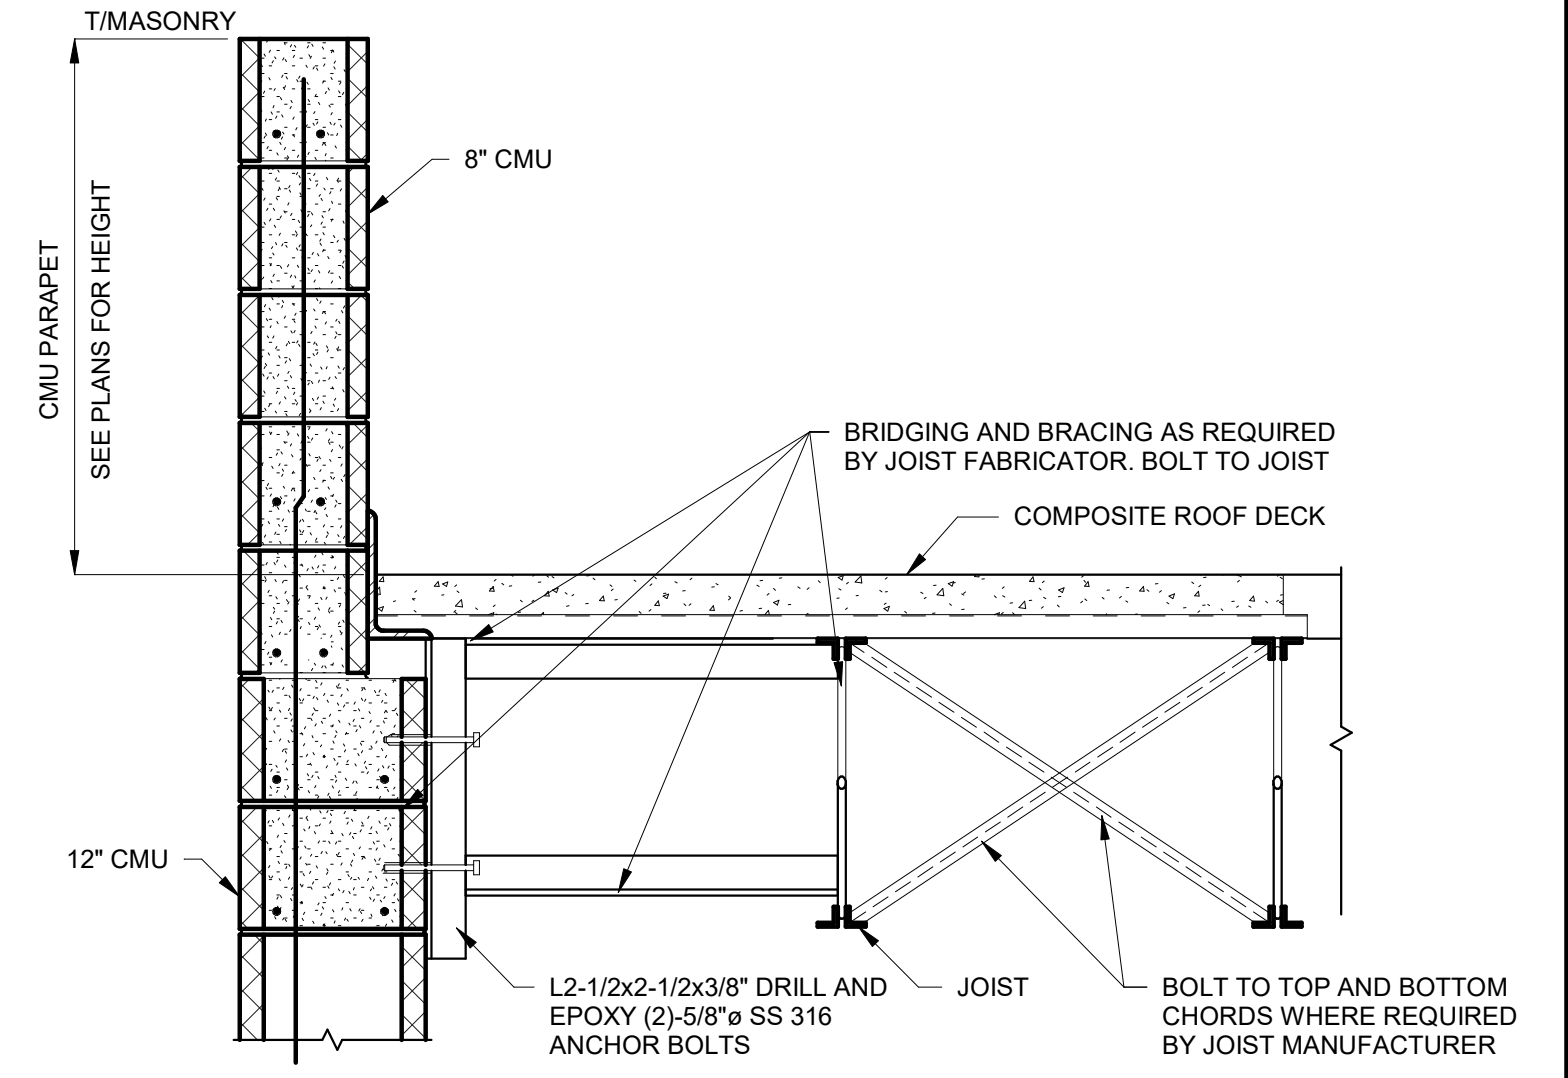 T/MASONRY
8" CMU
CMU PARAPET
SEE PLANS FOR HEIGHT
BRIDGING AND BRACING AS REQUIRED
BY JOIST FABRICATOR. BOLT TO JOIST
COMPOSITE ROOF DECK
12" CMU
L2-1/2x2-1/2x3/8" DRILL AND
EPOXY (2)-5/8"ø SS 316
ANCHOR BOLTS
JOIST
BOLT TO TOP AND BOTTOM
CHORDS WHERE REQUIRED
BY JOIST MANUFACTURER